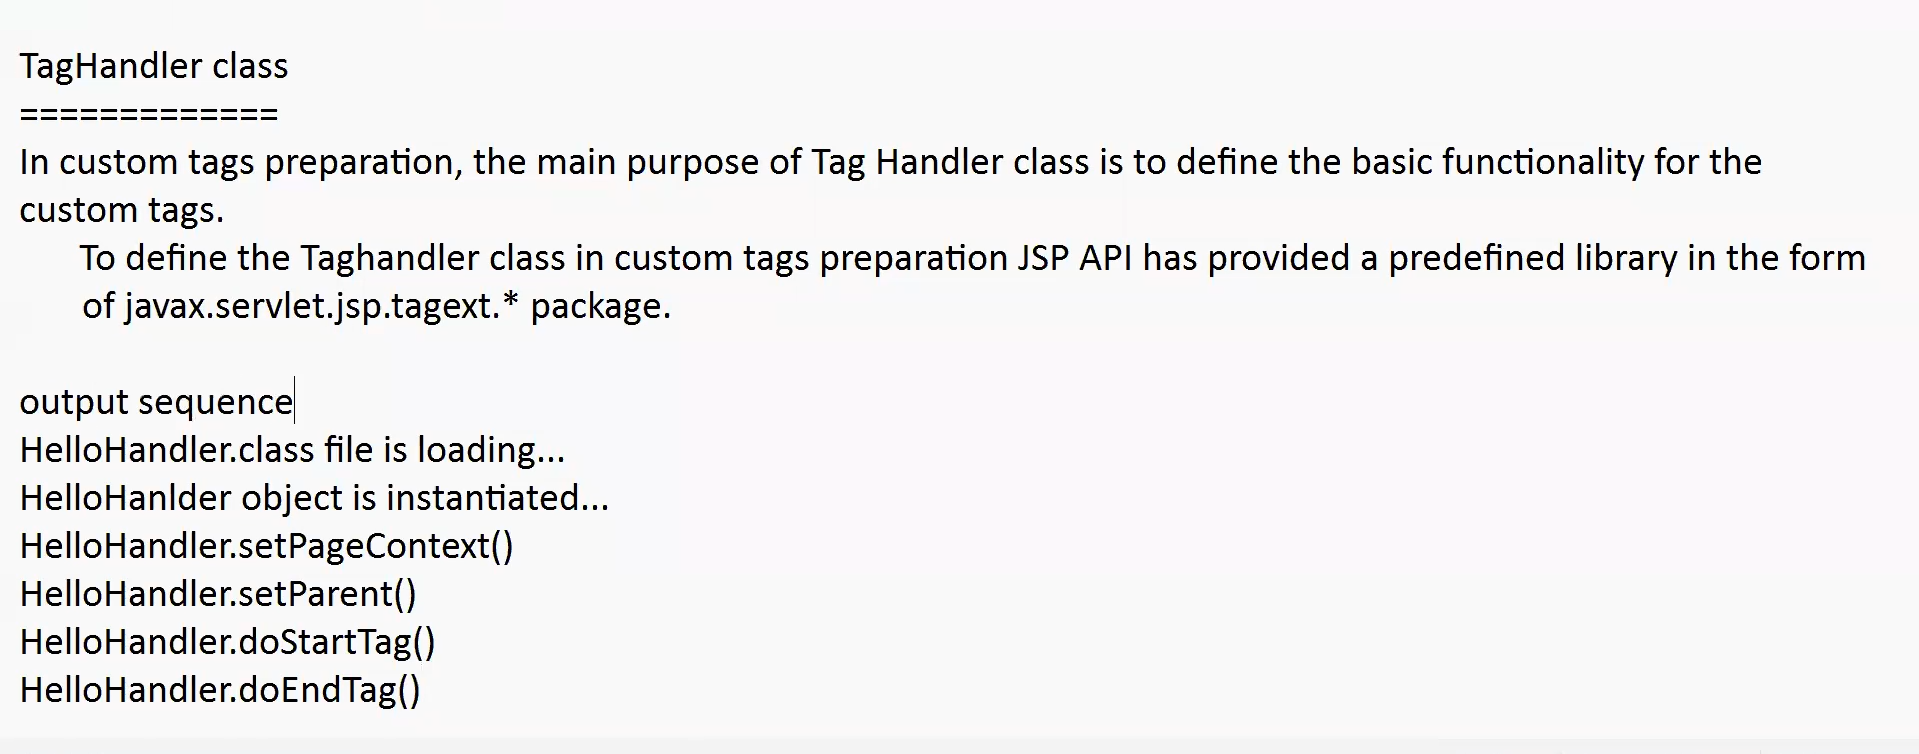 TagHandler class
=============
In custom tags preparation, the main purpose of Tag Handler class is to define the basic functionality for the
custom tags.
To define the Taghandler class in custom tags preparation JSP API has provided a predefined library in the form
of javax.servlet.jsp.tagext.* package.
output sequence
HelloHandler.class file is loading...
HelloHanlder object is instantiated...
HelloHandler.setPageContext()
HelloHandler.setParent()
HelloHandler.doStartTag()
HelloHandler.doEndTag()